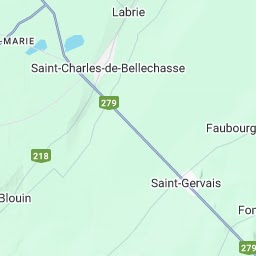 Labrie
-MARIE
Saint-Charles-de-Bellechasse
279
Faubourg
218
Saint-Gervais
Blouin
Fon
279